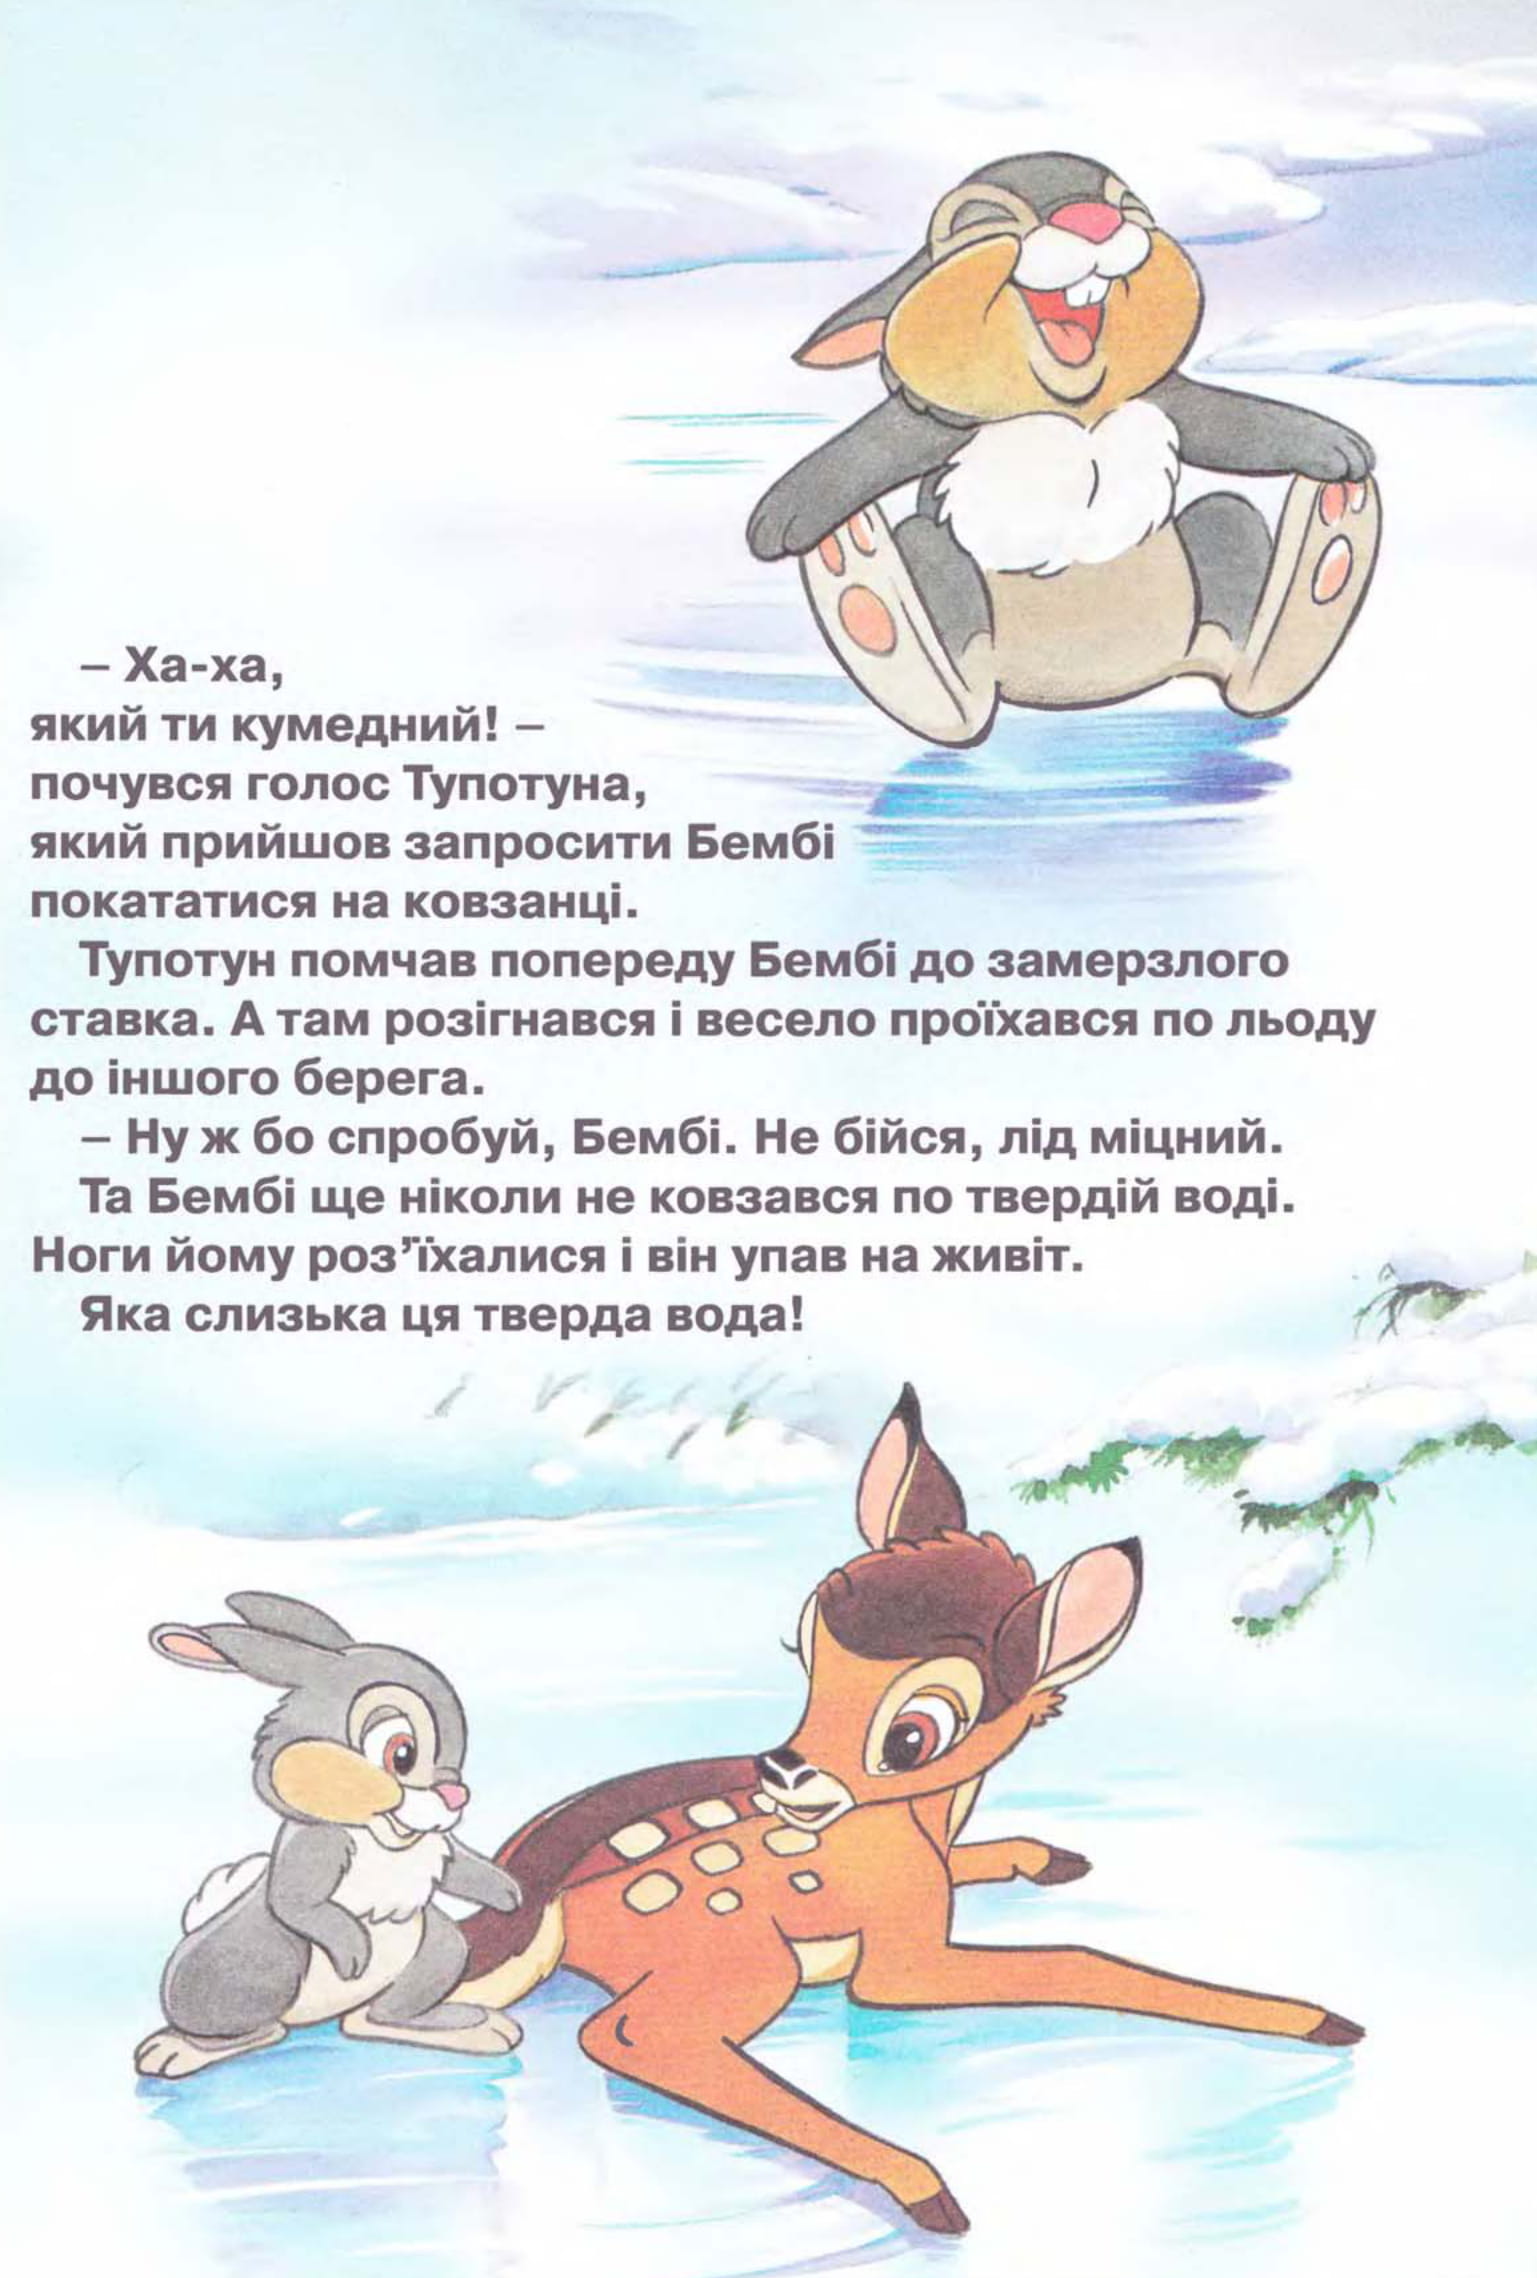 – Ха-ха,
який ти кумедний! –
почувся голос Тупотуна,
який прийшов запросити Бембі
покататися на ковзанці.
Тупотун помчав попереду Бембі до замерзлого
ставка. А там розігнався і весело проїхався по льоду
до іншого берега.
– Ну ж бо спробуй, Бембі. Не бійся, лід міцний.
Та Бембі ще ніколи не ковзався по твердій воді.
Ноги йому роз’їхалися і він упав на живіт.
Яка слизька ця тверда вода!